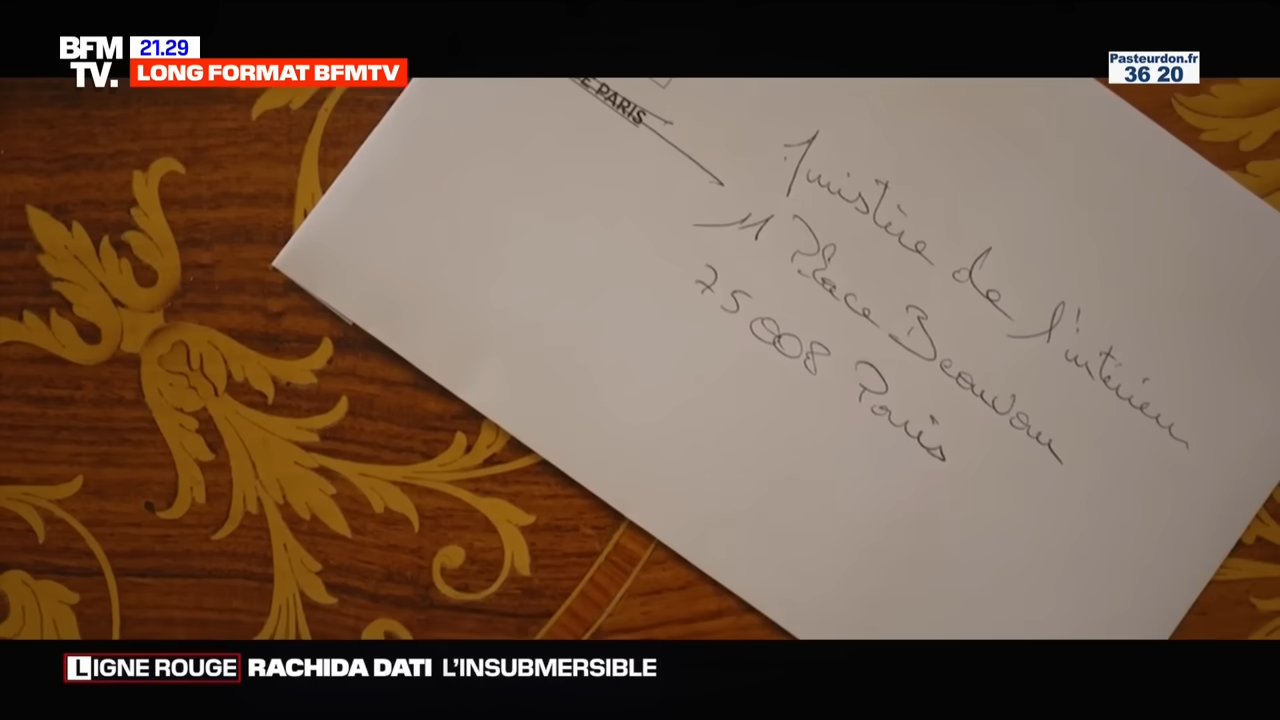 BFM
TV.
21.29
LONG FORMAT BFMTV
Pasteurdon.fr
36 20
E PARIS
Ministère de l'intérieur
11 Place Beauvau
75008 Paris
LIGNE ROUGE RACHIDA DATI L'INSUBMERSIBLE